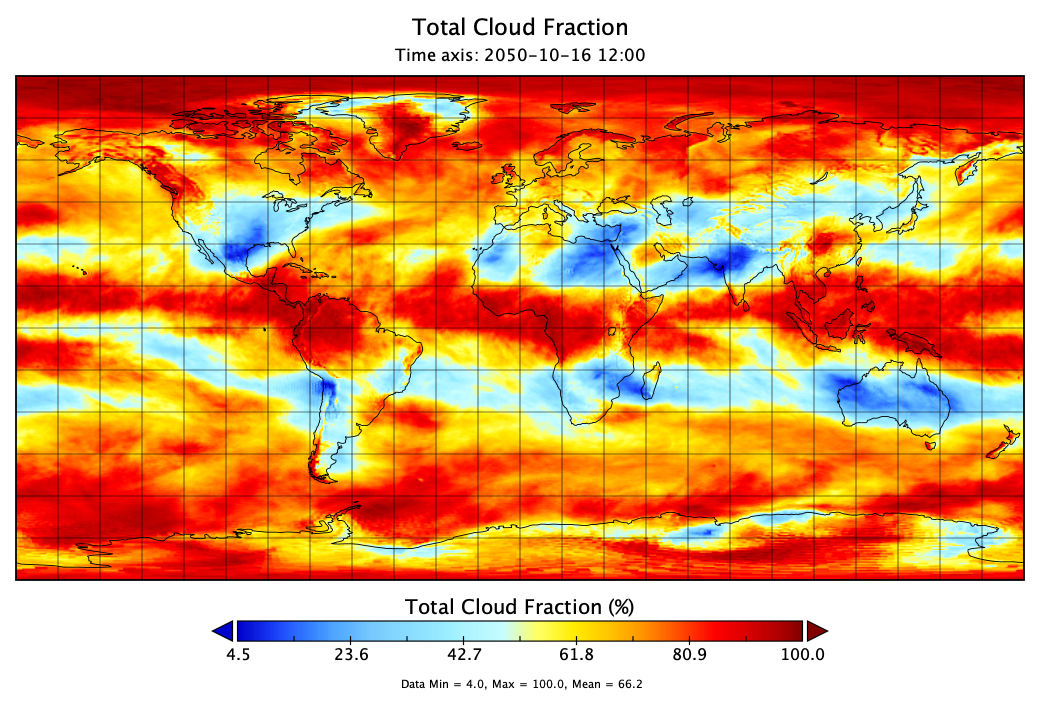 Total Cloud Fraction
Time axis: 2050-10-16 12:00
Total Cloud Fraction (%)
4.5 23.6 42.7 61.8 80.9 100.0
Data Min = 4.0, Max = 100.0, Mean = 66.2